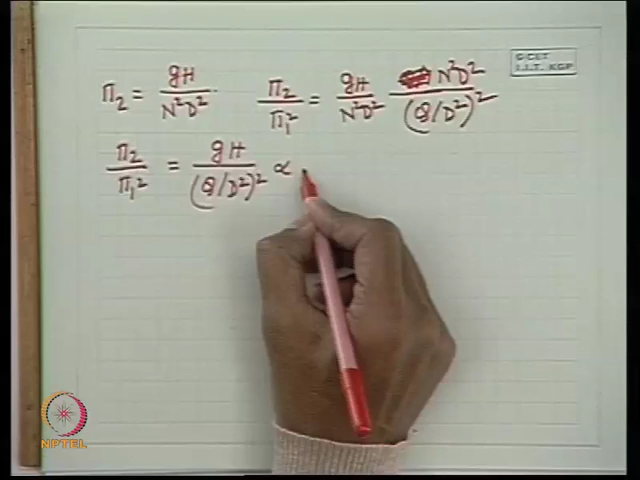 Π₂ = gH / N²D²    Π₂ / Π₁² = gH / N²D²  N²D² / (Q/D²)²
Π₂ / Π₁² = gH / (Q/D²)² ∝
© CET
I.I.T. KGP
NPTEL